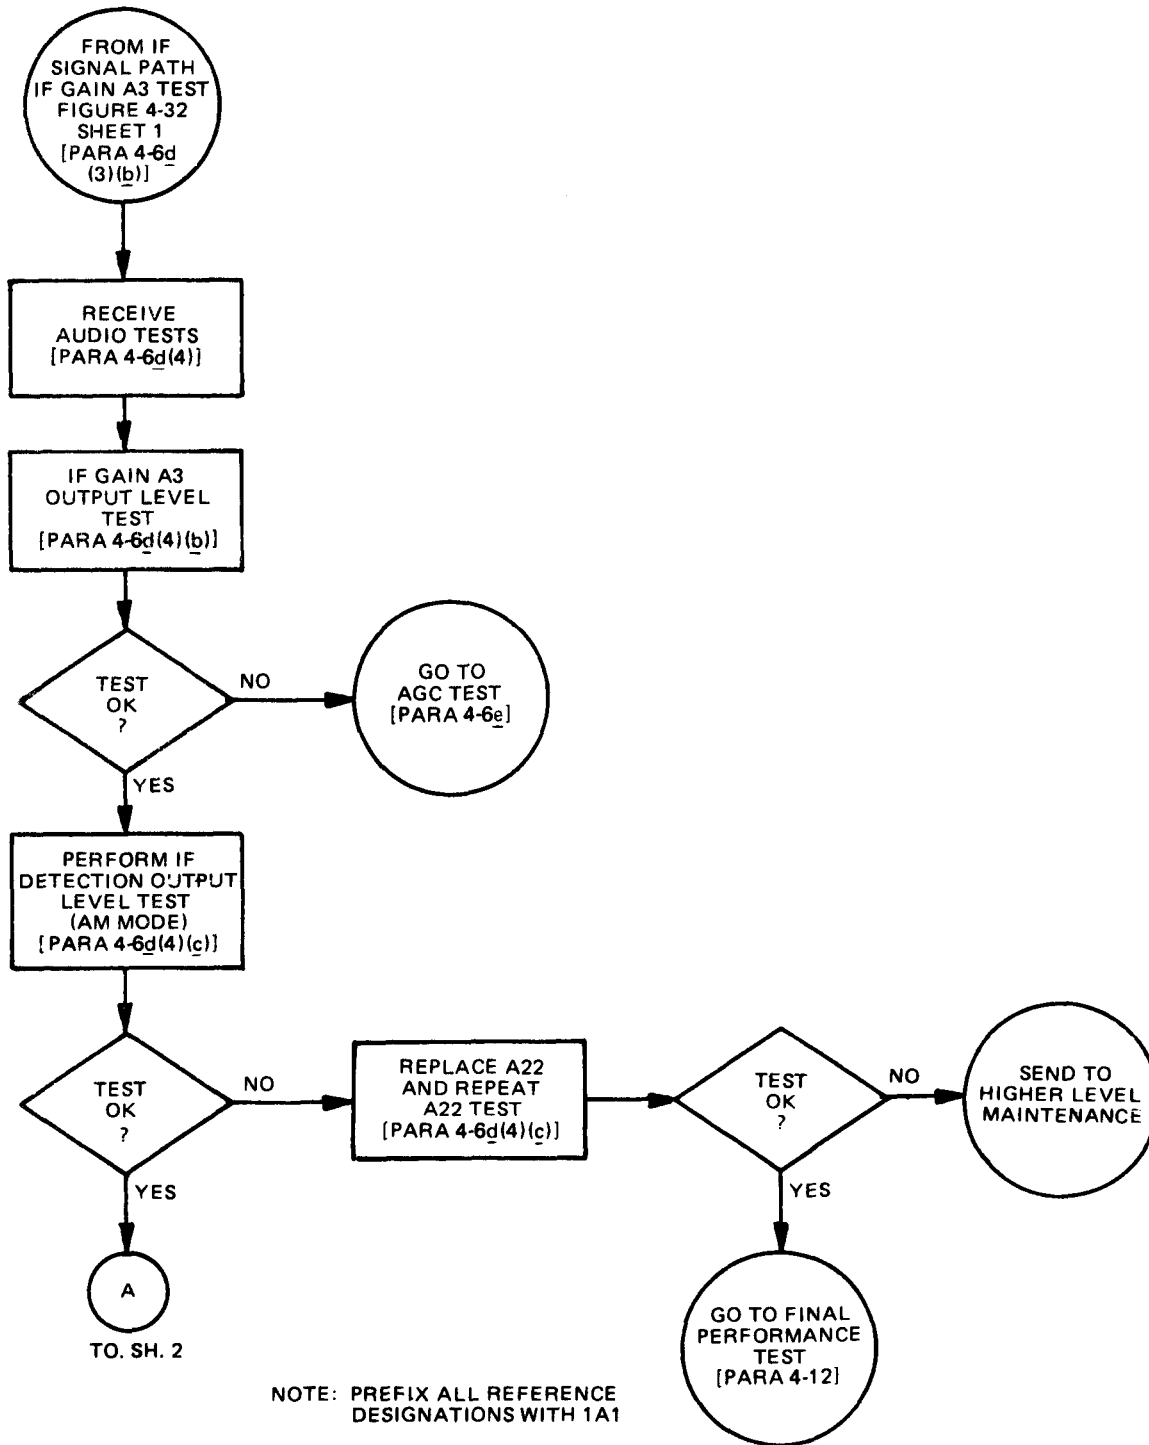 FROM IF
SIGNAL PATH
IF GAIN A3 TEST
FIGURE 4-32
SHEET 1
[PARA 4-6d
(3)(b)]
RECEIVE
AUDIO TESTS
[PARA 4-6d(4)]
IF GAIN A3
OUTPUT LEVEL
TEST
[PARA 4-6d(4)(b)]
TEST
OK
?
NO
GO TO
AGC TEST
[PARA 4-6e]
YES
PERFORM IF
DETECTION OUTPUT
LEVEL TEST
(AM MODE)
[PARA 4-6d(4)(c)]
TEST
OK
?
NO
REPLACE A22
AND REPEAT
A22 TEST
[PARA 4-6d(4)(c)]
TEST
OK
?
NO
SEND TO
HIGHER LEVEL
MAINTENANCE
YES
YES
A
TO. SH. 2
GO TO FINAL
PERFORMANCE
TEST
[PARA 4-12]
NOTE: PREFIX ALL REFERENCE
DESIGNATIONS WITH 1A1